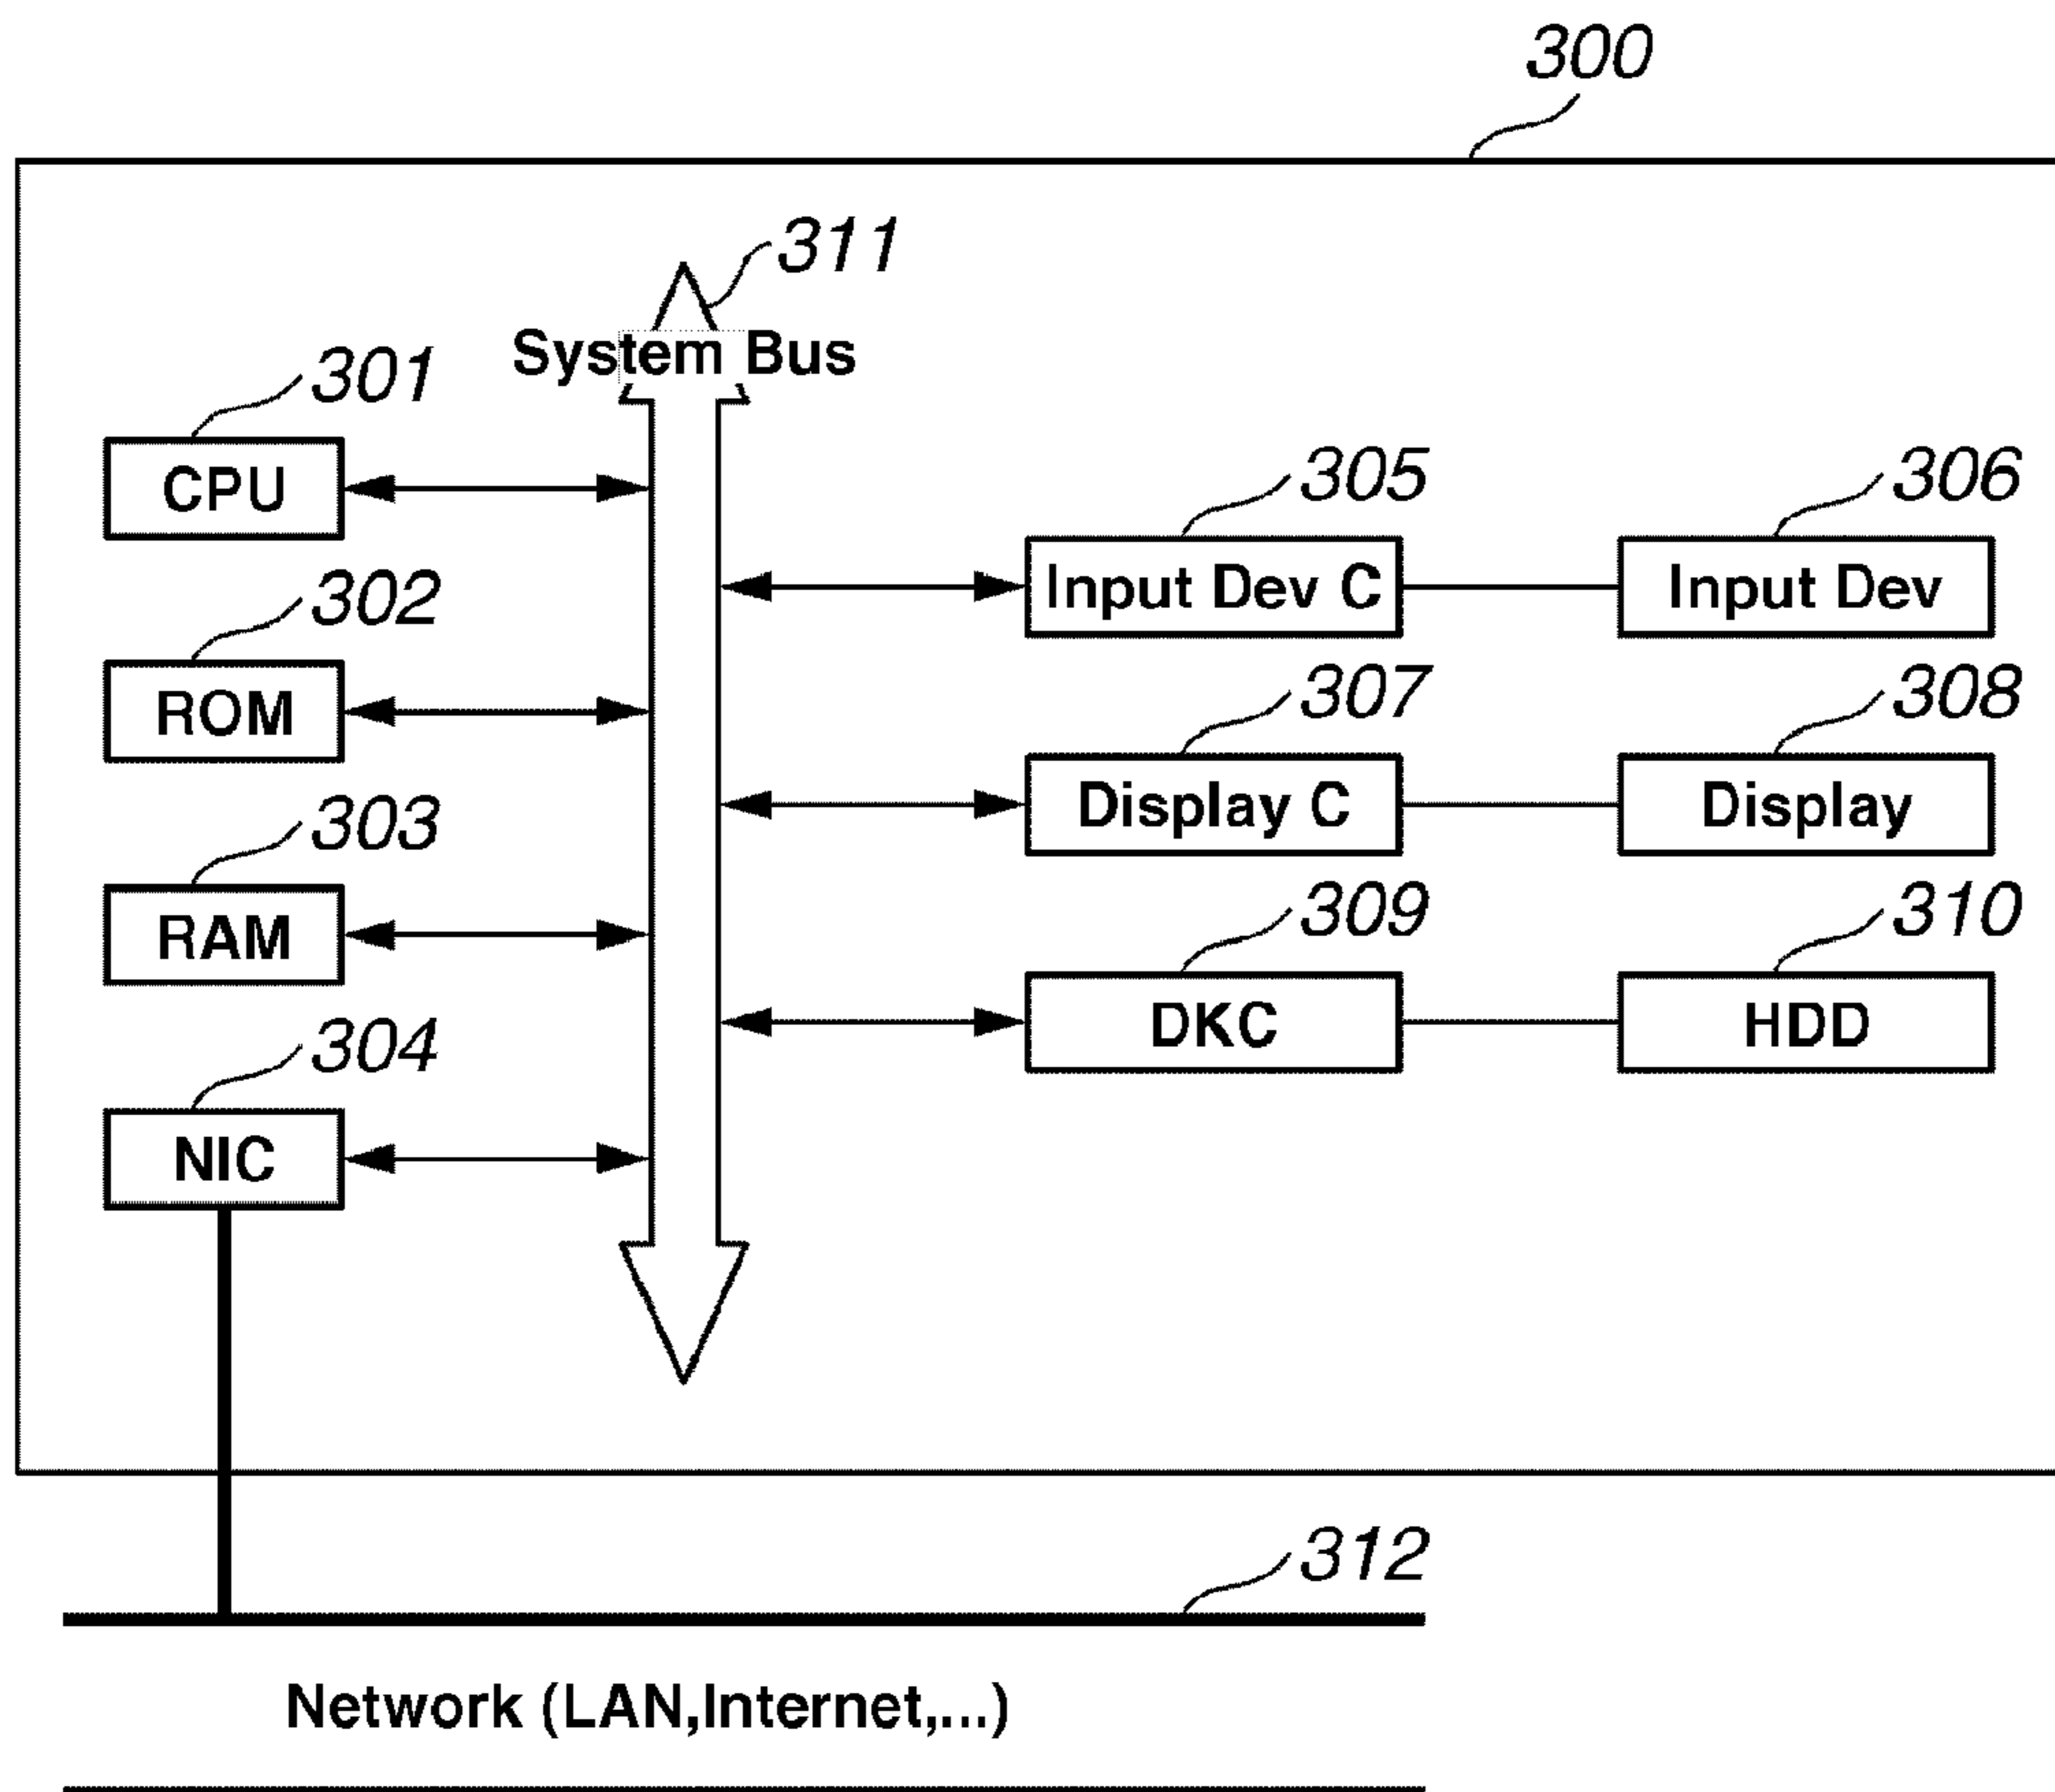 300
311
System Bus
301
CPU
305
306
Input Dev C
Input Dev
302
ROM
307
308
Display C
Display
303
RAM
309
310
DKC
HDD
304
NIC
312
Network (LAN,Internet,...)